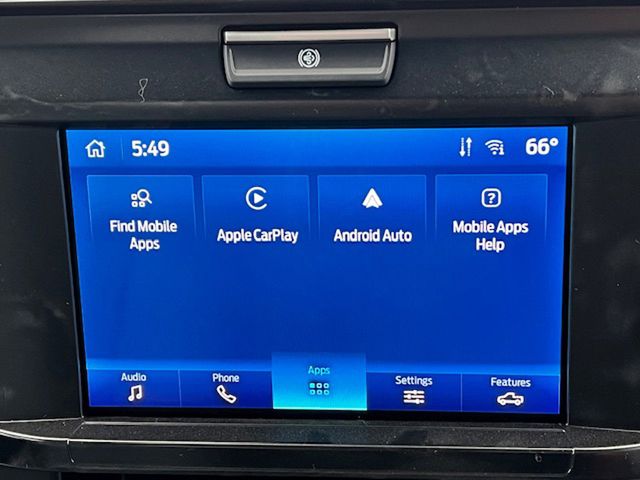 5:49 66°
Find Mobile
Apps
Apple CarPlay
Android Auto
Mobile Apps
Help
Audio Phone Apps Settings Features